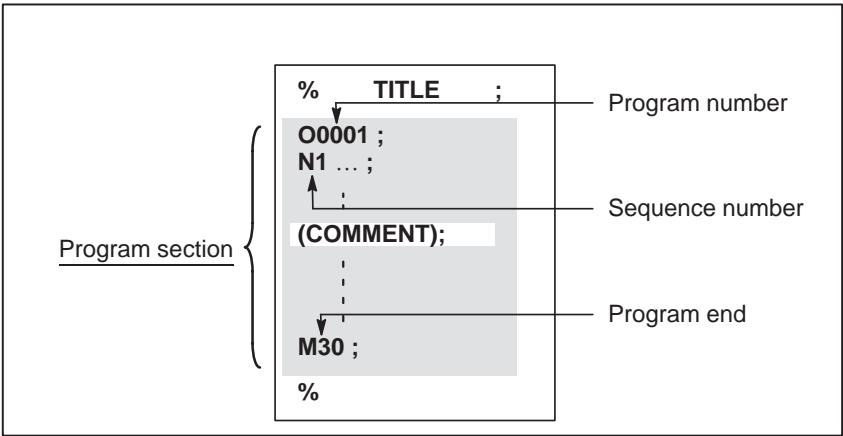 % TITLE ;
Program number
O0001 ;
N1 … ;
Sequence number
(COMMENT);
Program section
Program end
M30 ;
%